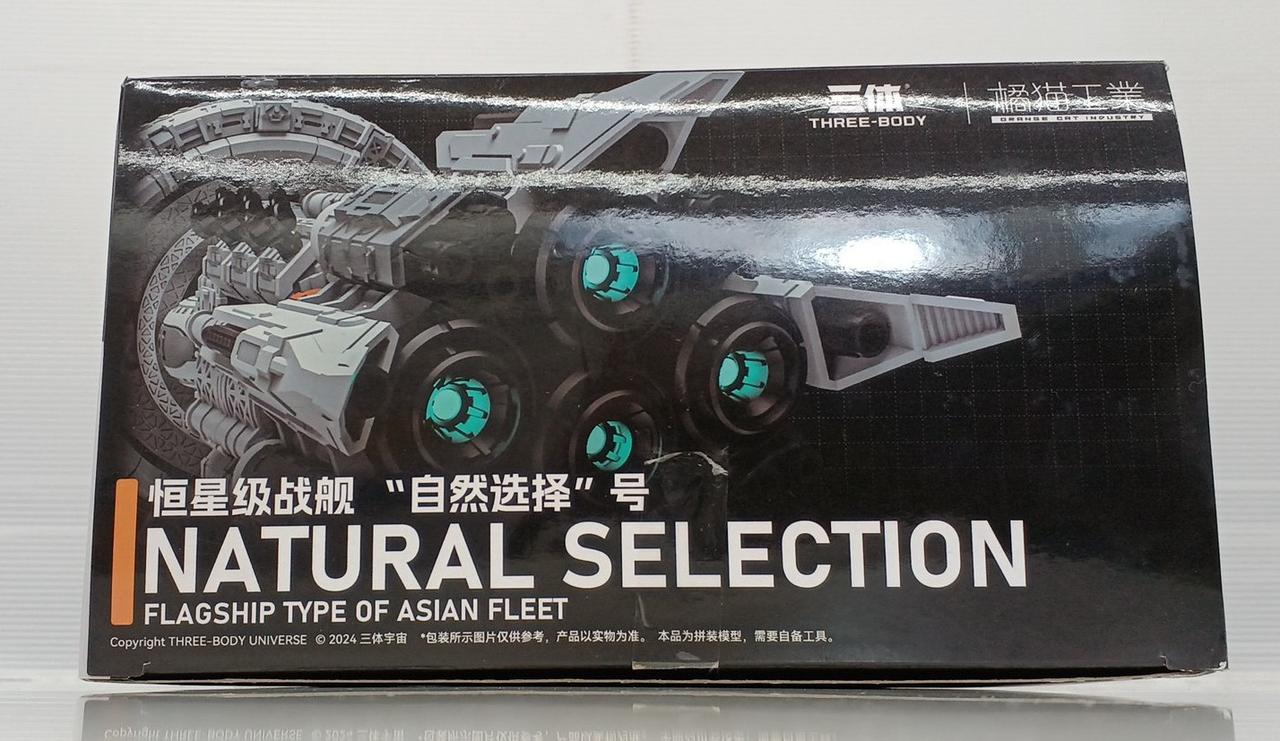 三体
THREE-BODY
橘猫工業
ORANGE CAT INDUSTRY
恒星级战舰 “自然选择”号
NATURAL SELECTION
FLAGSHIP TYPE OF ASIAN FLEET
Copyright THREE-BODY UNIVERSE © 2024 三体宇宙 *包装所示图片仅供参考，产品以实物为准。 本品为拼装模型，需要自备工具。